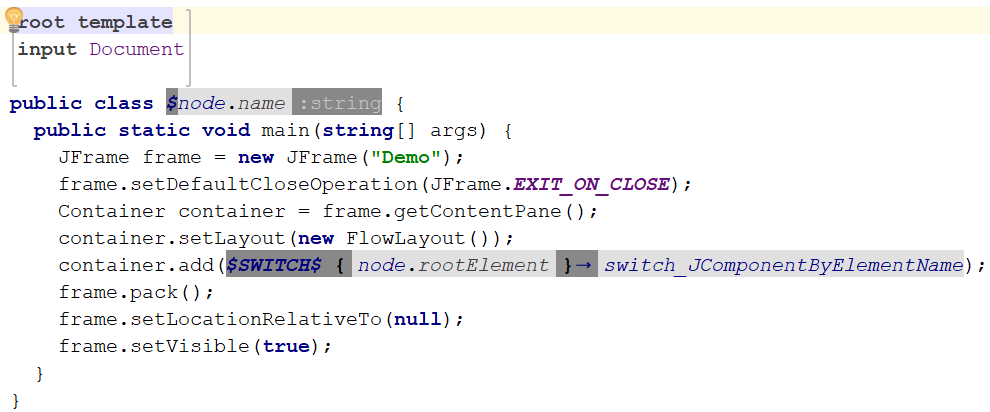 root template
input Document
public class $node.name :string {
public static void main(string[] args) {
JFrame frame = new JFrame("Demo");
frame.setDefaultCloseOperation(JFrame.EXIT_ON_CLOSE);
Container container = frame.getContentPane();
container.setLayout(new FlowLayout());
container.add($SWITCH$ { node.rootElement }→ switch_JComponentByElementName);
frame.pack();
frame.setLocationRelativeTo(null);
frame.setVisible(true);
}
}